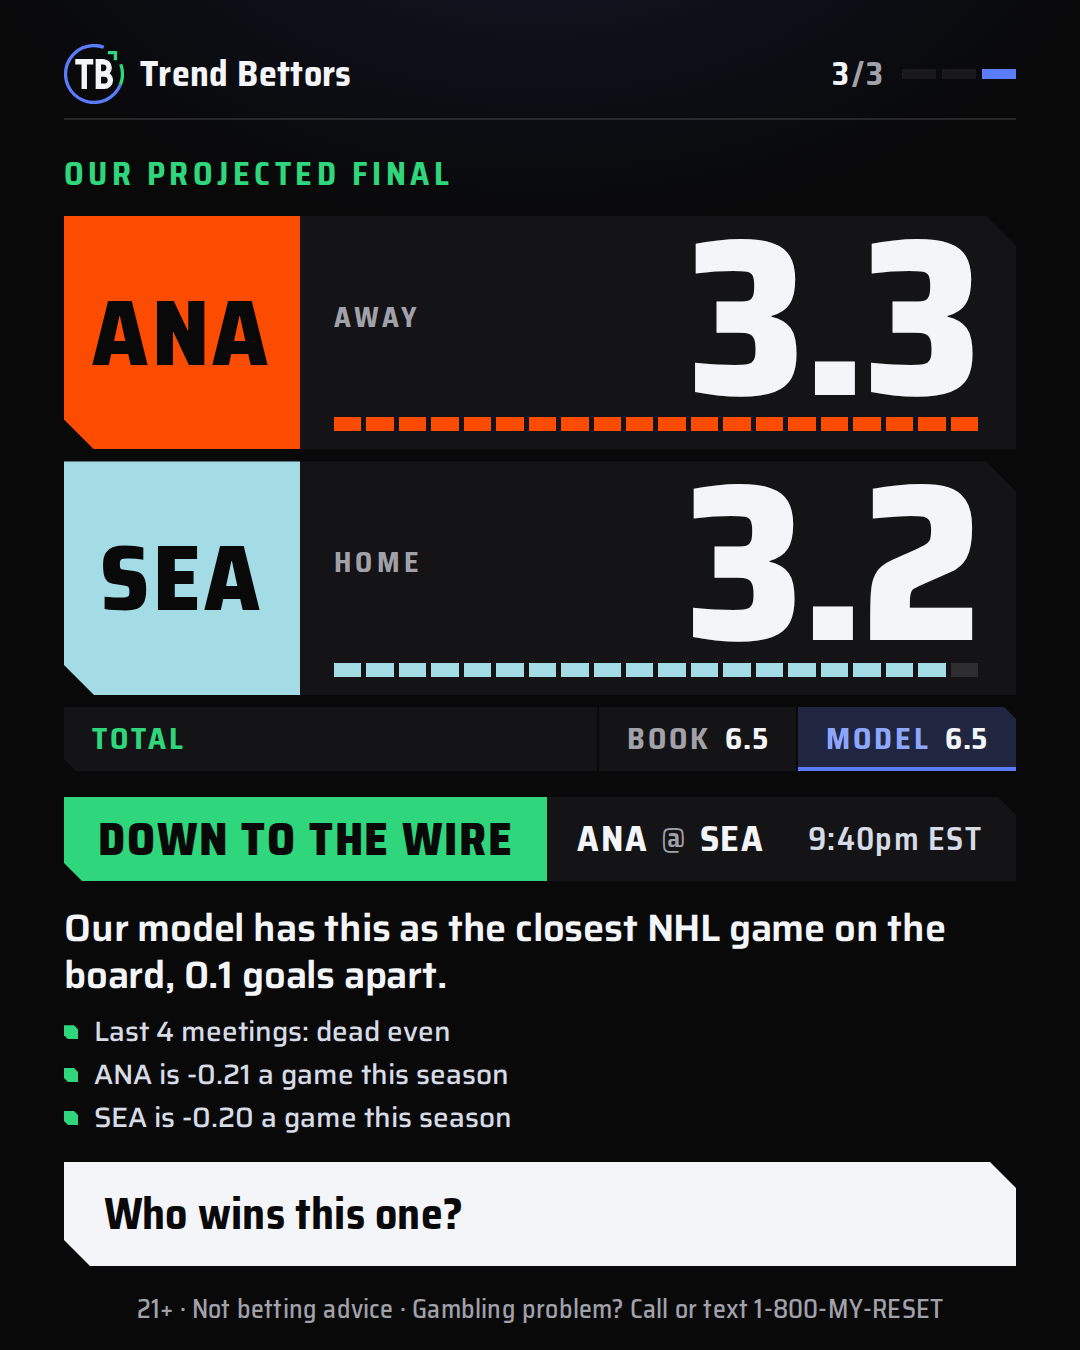 TB Trend Bettors 3/3
OUR PROJECTED FINAL
ANA AWAY 3.3
SEA HOME 3.2
TOTAL BOOK 6.5 MODEL 6.5
DOWN TO THE WIRE ANA @ SEA 9:40pm EST
Our model has this as the closest NHL game on the
board, 0.1 goals apart.
Last 4 meetings: dead even
ANA is -0.21 a game this season
SEA is -0.20 a game this season
Who wins this one?
21+ · Not betting advice · Gambling problem? Call or text 1-800-MY-RESET